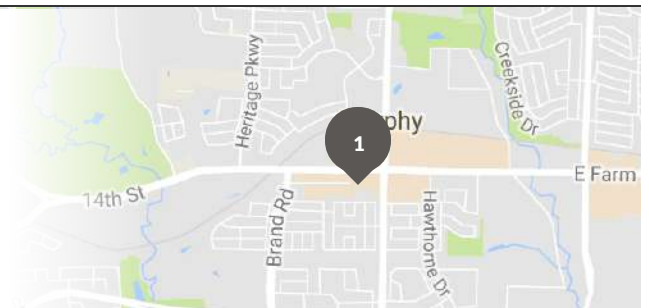 Heritage Pkwy
Creekside Dr
phy
1
14th St
E Farm
Brand Rd
Hawthorne Dr